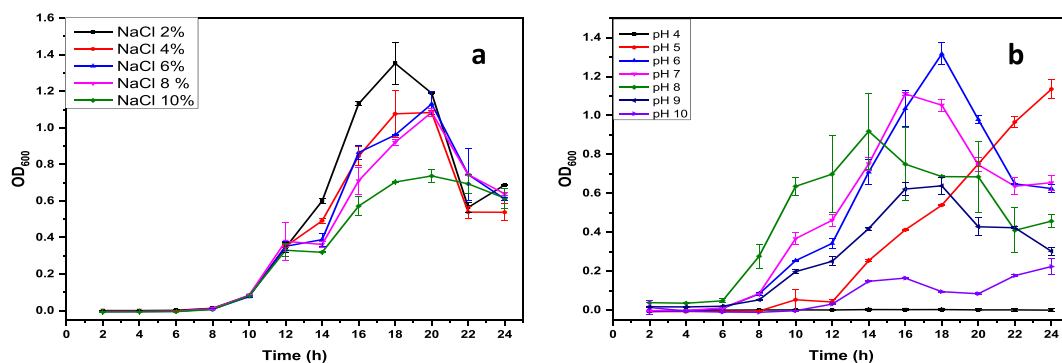 NaCl 2%
NaCl 4%
NaCl 6%
NaCl 8 %
NaCl 10%
a
OD600
1.6
1.4
1.2
1.0
0.8
0.6
0.4
0.2
0.0
0 2 4 6 8 10 12 14 16 18 20 22 24
Time (h)
pH 4
pH 5
pH 6
pH 7
pH 8
pH 9
pH 10
b
OD600
1.6
1.4
1.2
1.0
0.8
0.6
0.4
0.2
0.0
0 2 4 6 8 10 12 14 16 18 20 22 24
Time (h)